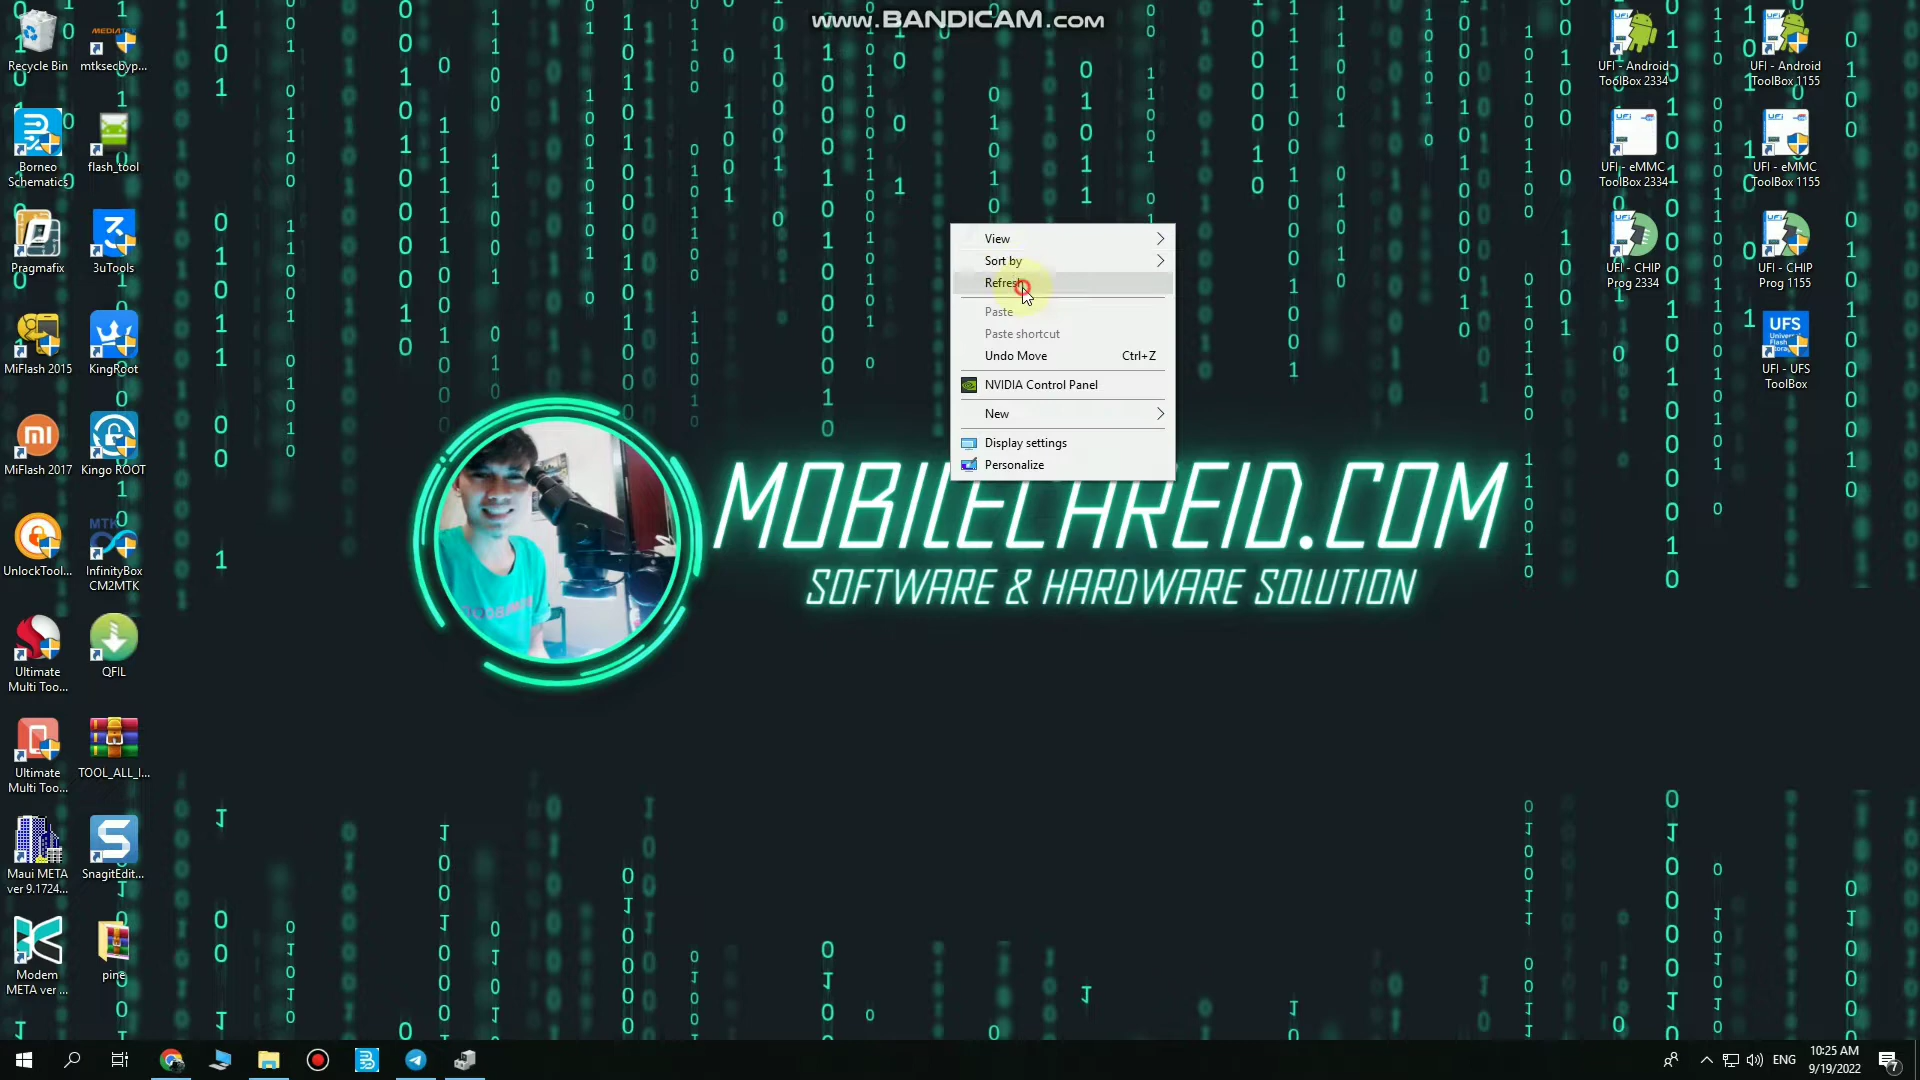 www.BANDICAM.com
Recycle Bin
mtksecbyp...
Borneo
Schematics
flash_tool
Pragmafix
3uTools
MiFlash 2015
KingRoot
MiFlash 2017
Kingo ROOT
UnlockTool...
InfinityBox
CM2MTK
Ultimate
Multi Too...
QFIL
Ultimate
Multi Too...
TOOL_ALL_I...
Maui META
ver 9.1724...
SnagitEdit...
Modem
META ver ...
pine
View
Sort by
Refresh
Paste
Paste shortcut
Undo Move Ctrl+Z
NVIDIA Control Panel
New
Display settings
Personalize
MOBILECAREID.COM
SOFTWARE & HARDWARE SOLUTION
UFI - Android
ToolBox 2334
UFI - Android
ToolBox 1155
UFI - eMMC
ToolBox 2334
UFI - eMMC
ToolBox 1155
UFI - CHIP
Prog 2334
UFI - CHIP
Prog 1155
UFS
UFI - UFS
ToolBox
ENG
10:25 AM
9/19/2022
7